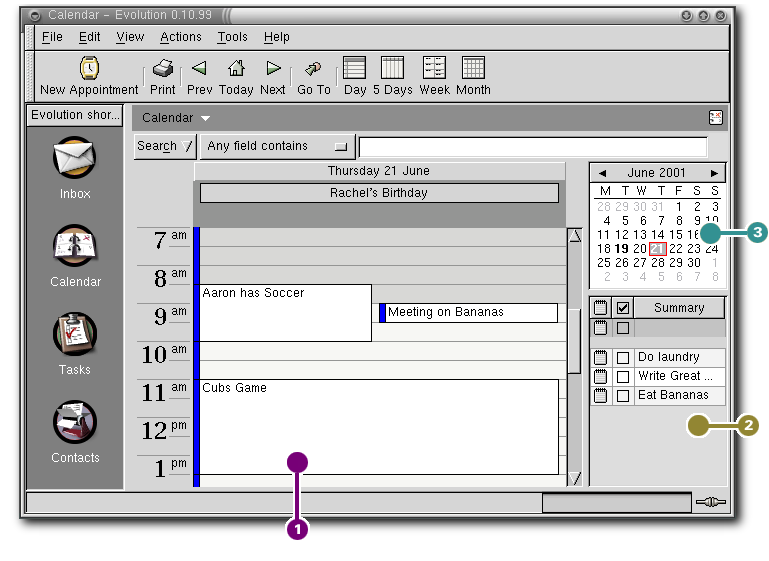 Calendar - Evolution 0.10.99
File Edit View Actions Tools Help
New Appointment Print Prev Today Next Go To Day 5 Days Week Month
Evolution shor...
Calendar
Search Any field contains
Inbox
Calendar
Tasks
Contacts
Thursday 21 June
Rachel's Birthday
7 am
8 am
Aaron has Soccer
9 am
Meeting on Bananas
10 am
11 am
Cubs Game
12 pm
1 pm
June 2001
M T W T F S S
28 29 30 31 1 2 3
4 5 6 7 8 9 10
11 12 13 14 15 16
18 19 20 21 22 23 24
25 26 27 28 29 30 1
2 3 4 5 6 7 8
Summary
Do laundry
Write Great ...
Eat Bananas
3
2
1